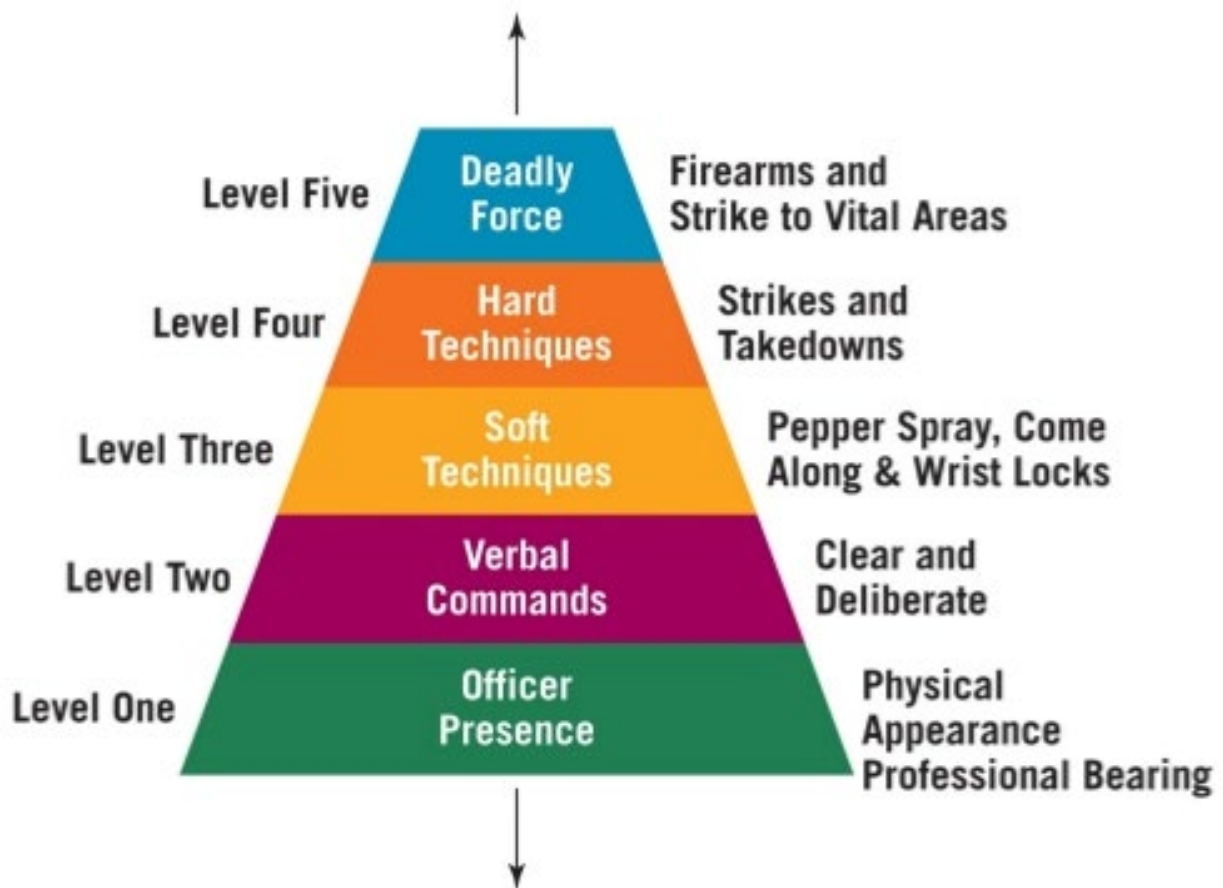 Level Five
Deadly
Force
Firearms and
Strike to Vital Areas
Level Four
Hard
Techniques
Strikes and
Takedowns
Level Three
Soft
Techniques
Pepper Spray, Come
Along & Wrist Locks
Level Two
Verbal
Commands
Clear and
Deliberate
Level One
Officer
Presence
Physical
Appearance
Professional Bearing